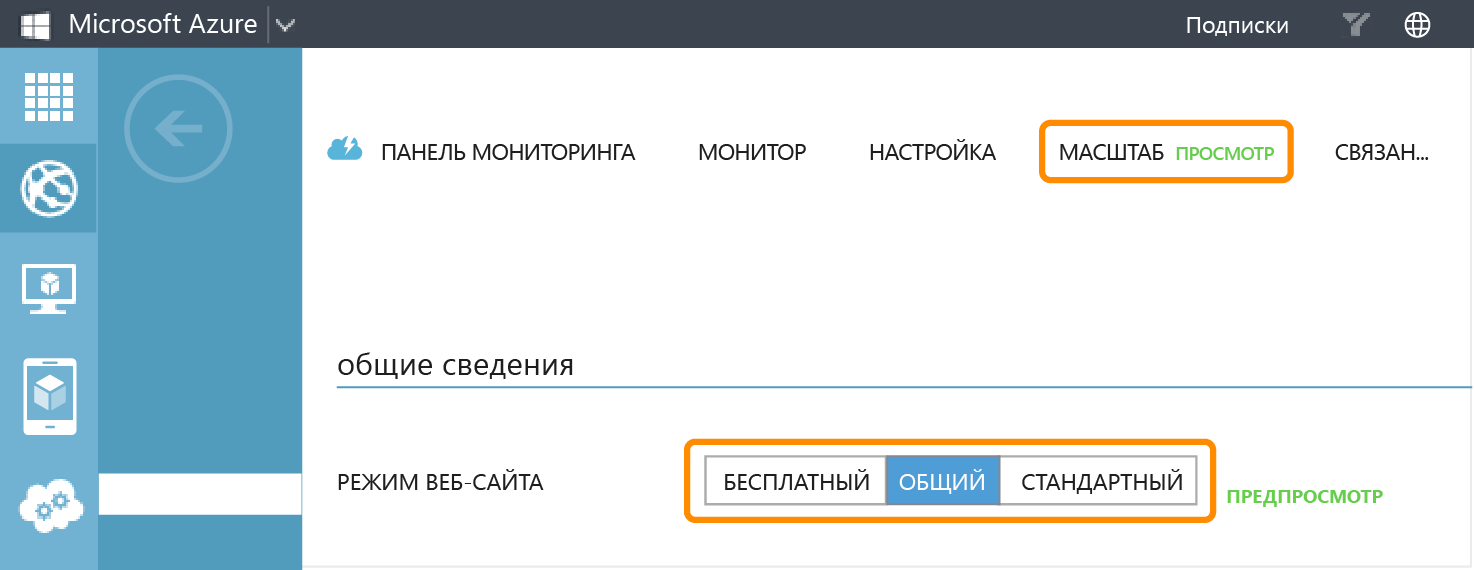 Microsoft Azure Подписки
ПАНЕЛЬ МОНИТОРИНГА МОНИТОР НАСТРОЙКА МАСШТАБ ПРОСМОТР СВЯЗАН...
общие сведения
РЕЖИМ ВЕБ-САЙТА БЕСПЛАТНЫЙ ОБЩИЙ СТАНДАРТНЫЙ ПРЕДПРОСМОТР